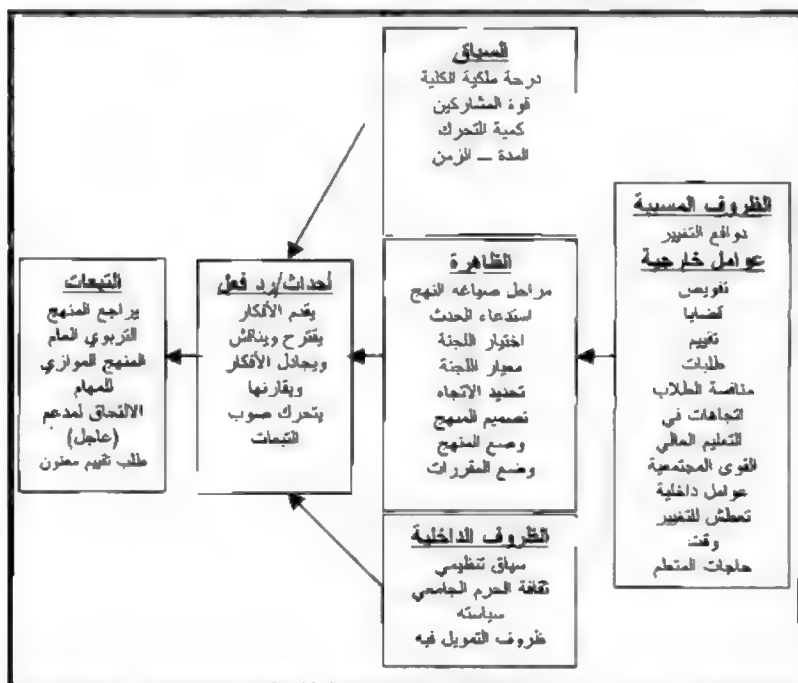 السياق
درجة ملكية الكلية
قوة المشاركين
كمية التحرك
المدة – الزمن
الظروف المسببة
دوافع التغيير
عوامل خارجية
تفويض
قضايا
تقييم
طلبات
منافسة الطلاب
اتجاهات في
التعليم العالي
القوى المجتمعية
عوامل داخلية
تعطش للتغيير
وقت
حاجات المتعلم
الظاهرة
مراحل صياغة النهج
استدعاء الحدث
اختيار اللجنة
معيار اللجنة
تحديد الاتجاه
تصميم المنهج
وضع المنهج
وضع المقررات
أحداث/رد فعل
يقدم الأفكار
يقترح ويناقش
ويجادل الأفكار
ويقارنها
يتحرك صوب
التبعات
التبعات
يراجع المنهج
التربوي العام
المنهج الموازي
للمهام
الالتحاق لمدعم
(عاجل)
طلب تقييم معنون
الظروف الداخلية
سياق تنظيمي
ثقافة الحرم الجامعي
سياسته
ظروف التمويل فيه